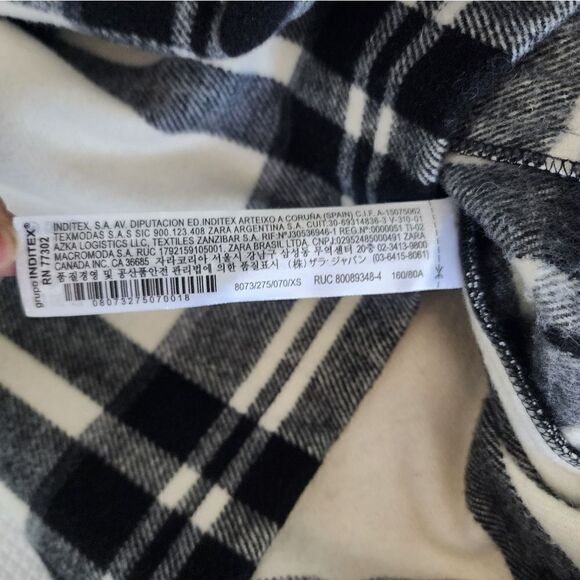 grupo INDITEX®
RN 77302
INDITEX, S.A. AV. DIPUTACION ED.INDITEX ARTEIXO A CORUÑA (SPAIN) C.I.F. A-15075062
TEXMODAS S.A.S SIC 900.123.408 ZARA ARGENTINA S.A. CUIT.30-69314836-3 V-310-01
AZKA LOGISTICS LLC, TEXTILES ZANZIBAR S.A. RIF:NºJ30536946-1 REG.Nº:0000051 TI-02
MACROMODA S.A. RUC 1792159105001. ZARA BRASIL LTDA. CNPJ:02952485000491 ZARA
CANADA INC. CA 36685. 자라코리아 서울시 강남구 삼성동 무역센터 20층 02-3413-9800
품질경영 및 공산품안전 관리법에 의한 품질표시 (株) ザラ・ジャパン (03-6415-8061)
8073/275/070/XS RUC 80089348-4 160/80A
08073275070018